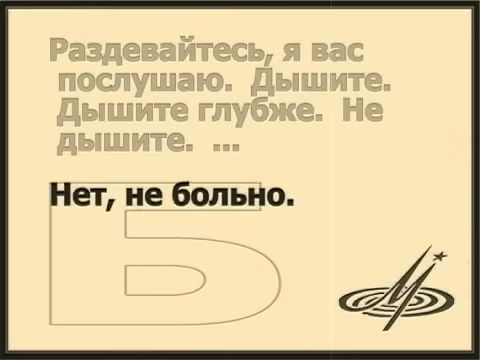 Раздевайтесь, я вас
послушаю. Дышите.
Дышите глубже. Не
дышите. ...
Нет, не больно.
Б
М